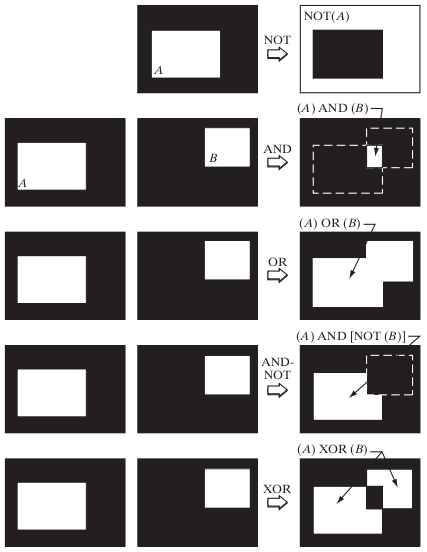 NOT(A)
NOT
A
(A) AND (B)
AND
B
A
(A) OR (B)
OR
(A) AND [NOT (B)]
AND-
NOT
(A) XOR (B)
XOR